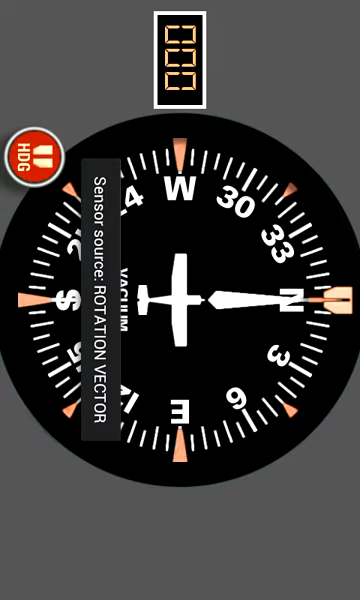 000
HDG
N
3
6
E
S
W
30
33
VACUUM
Sensor source: ROTATION VECTOR